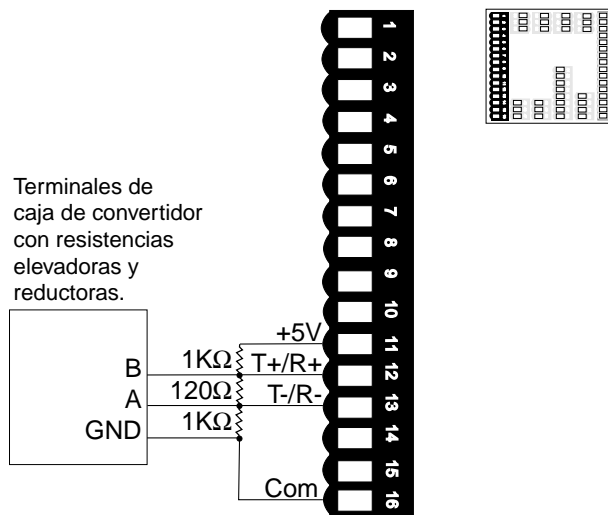 1
2
3
4
5
6
7
8
9
10
11
12
13
14
15
16
Terminales de
caja de convertidor
con resistencias
elevadoras y
reductoras.
+5V
B 1KΩ T+/R+
A 120Ω T-/R-
GND 1KΩ
Com